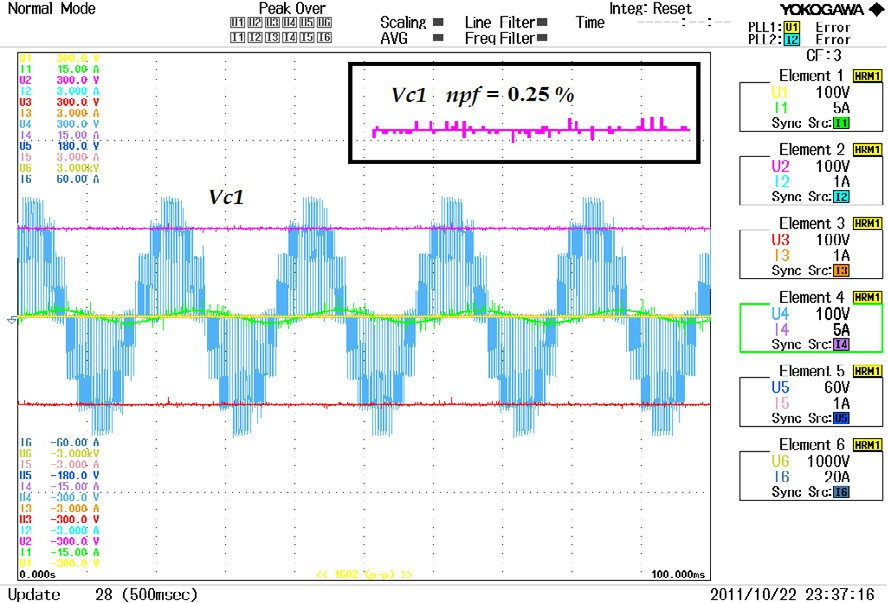 Normal Mode
Peak Over
U1 U2 U3 U4 U5 U6
I1 I2 I3 I4 I5 I6
Scaling
AVG
Line Filter
Freq Filter
Integ: Reset
Time -----:--:--
YOKOGAWA
PLL1: U1 Error
PLL2: I2 Error
CF:3
U1 300.0 V
I1 15.00 A
U2 300.0 V
I2 3.000 A
U3 300.0 V
I3 3.000 A
U4 300.0 V
I4 15.00 A
U5 180.0 V
I5 3.000 A
U6 3.000kV
I6 60.00 A
Vc1 npf = 0.25 %
Vc1
I6 -60.00 A
U6 -3.000kV
I5 -3.000 A
U5 -180.0 V
I4 -15.00 A
U4 -300.0 V
I3 -3.000 A
U3 -300.0 V
I2 -3.000 A
U2 -300.0 V
I1 -15.00 A
U1 -300.0 V
0.000s
<< 1602 (p-p) >>
100.000ms
Element 1 HRM1
U1 100V
I1 5A
Sync Src: I1
Element 2 HRM1
U2 100V
I2 1A
Sync Src: I2
Element 3 HRM1
U3 100V
I3 1A
Sync Src: I3
Element 4 HRM1
U4 100V
I4 5A
Sync Src: I4
Element 5 HRM1
U5 60V
I5 1A
Sync Src: U5
Element 6 HRM1
U6 1000V
I6 20A
Sync Src: I6
Update 28 (500msec)
2011/10/22 23:37:16